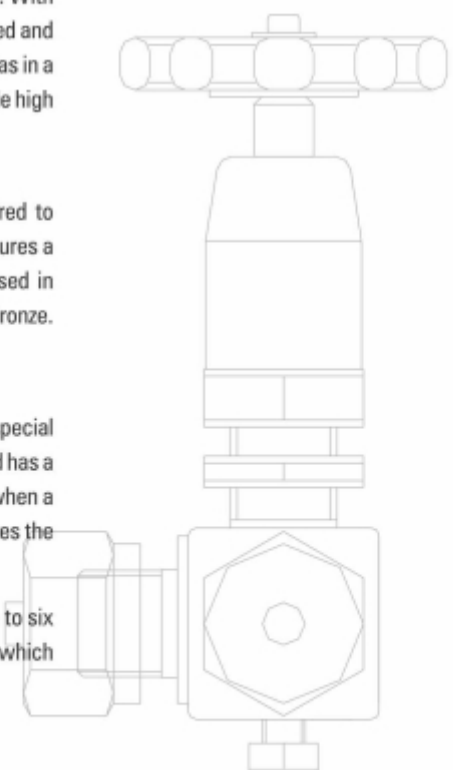 . With
ed and
as in a
e high
red to
ures a
sed in
ronze.
pecial
d has a
when a
es the
to six
which